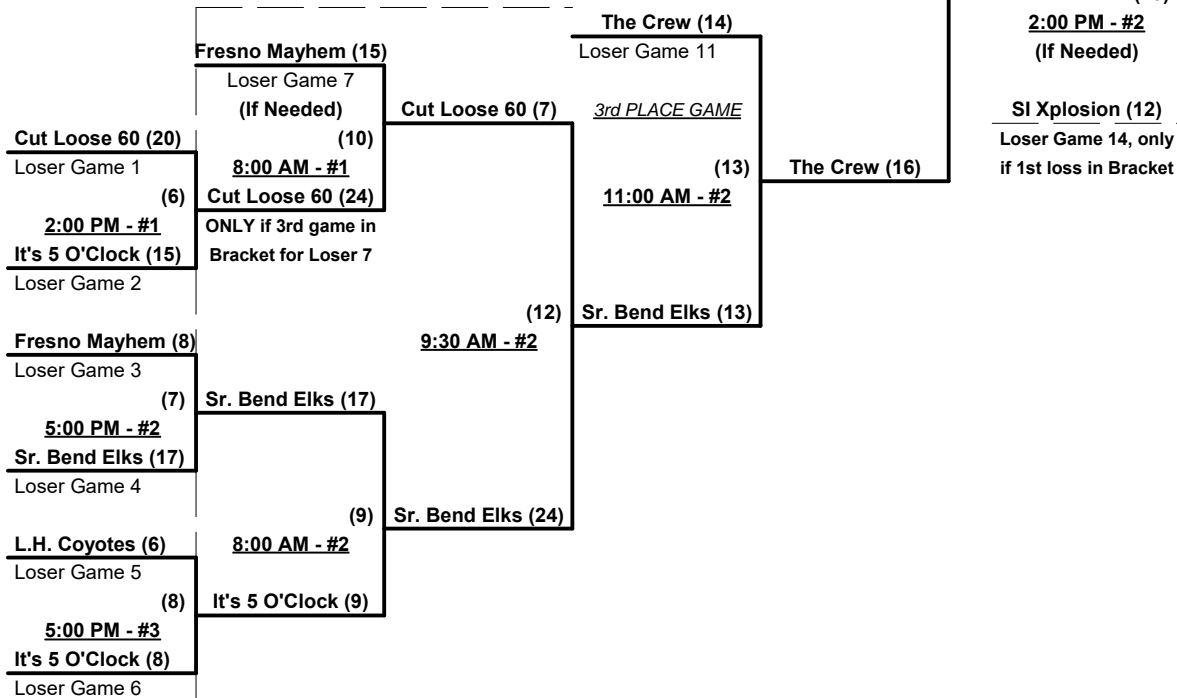 The Crew (14)
2:00 PM - #2
Fresno Mayhem (15)
Loser Game 11
(If Needed)
Loser Game 7
(If Needed)
Cut Loose 60 (7)
3rd PLACE GAME
SI Xplosion (12)
Cut Loose 60 (20)
(10)
Loser Game 14, only
Loser Game 1
8:00 AM - #1
(13)
The Crew (16)
if 1st loss in Bracket
(6)
Cut Loose 60 (24)
11:00 AM - #2
2:00 PM - #1
ONLY if 3rd game in
It's 5 O'Clock (15)
Bracket for Loser 7
Loser Game 2
(12)
Sr. Bend Elks (13)
Fresno Mayhem (8)
9:30 AM - #2
Loser Game 3
(7)
Sr. Bend Elks (17)
5:00 PM - #2
Sr. Bend Elks (17)
Loser Game 4
(9)
Sr. Bend Elks (24)
L.H. Coyotes (6)
8:00 AM - #2
Loser Game 5
(8)
It's 5 O'Clock (9)
5:00 PM - #3
It's 5 O'Clock (8)
Loser Game 6